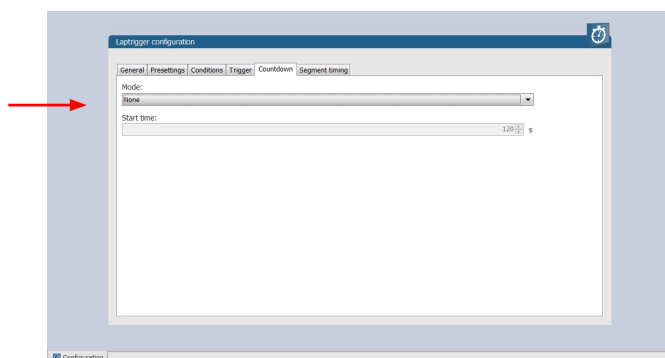 Laptrigger configuration
General Presettings Conditions Trigger Countdown Segment timing
Mode:
None
Start time:
120 s
Configuration